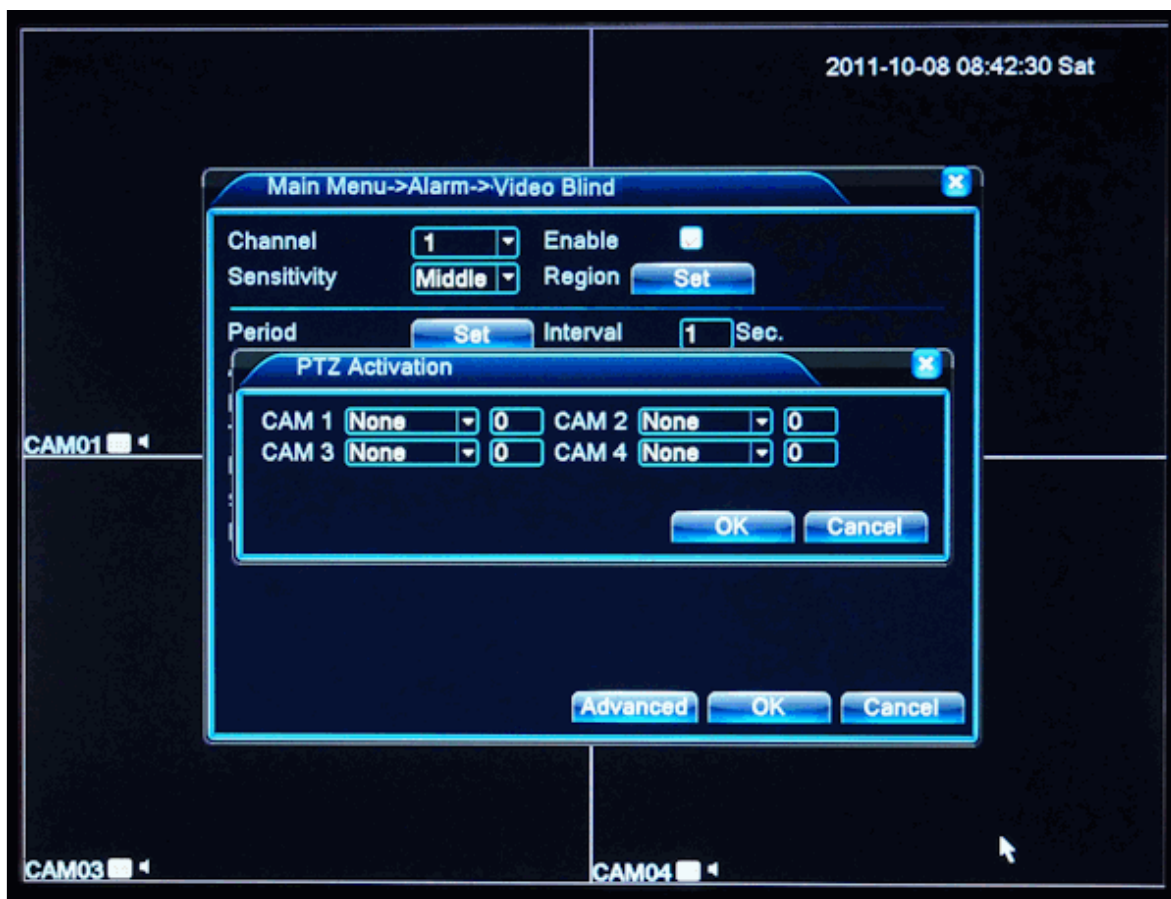 2011-10-08 08:42:30 Sat
Main Menu->Alarm->Video Blind
Channel 1 Enable
Sensitivity Middle Region Set
Period Set Interval 1 Sec.
PTZ Activation
CAM 1 None 0 CAM 2 None 0
CAM01
CAM 3 None 0 CAM 4 None 0
OK Cancel
Advanced OK Cancel
CAM03
CAM04